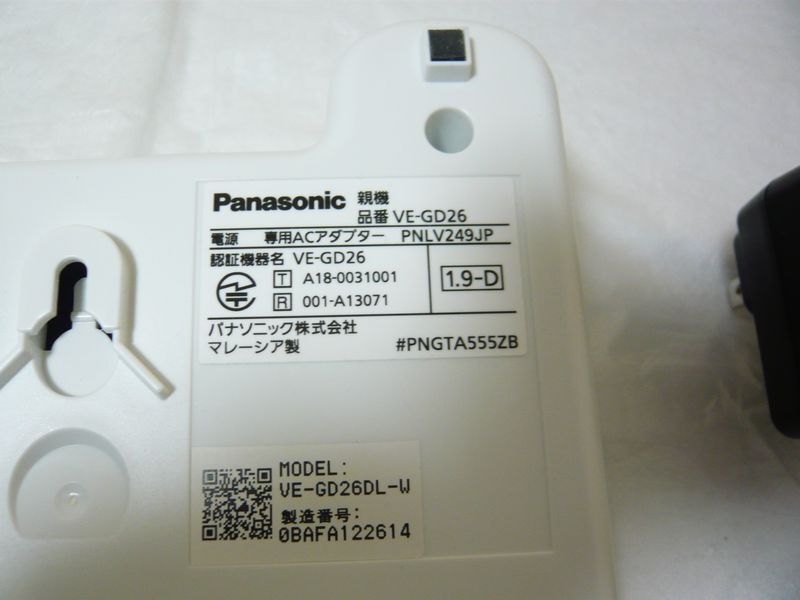 Panasonic 親機
品番 VE-GD26
電源 専用ACアダプター PNLV249JP
認証機器名 VE-GD26
T A18-0031001
R 001-A13071
1.9-D
パナソニック株式会社
マレーシア製 #PNGTA555ZB
MODEL:
VE-GD26DL-W
製造番号:
0BAFA122614